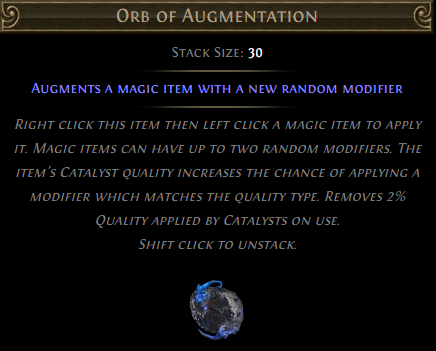 Orb of Augmentation
Stack Size: 30
Augments a magic item with a new random modifier
Right click this item then left click a magic item to apply
it. Magic items can have up to two random modifiers. The
item's Catalyst quality increases the chance of applying a
modifier which matches the quality type. Removes 2%
Quality applied by Catalysts on use.
Shift click to unstack.